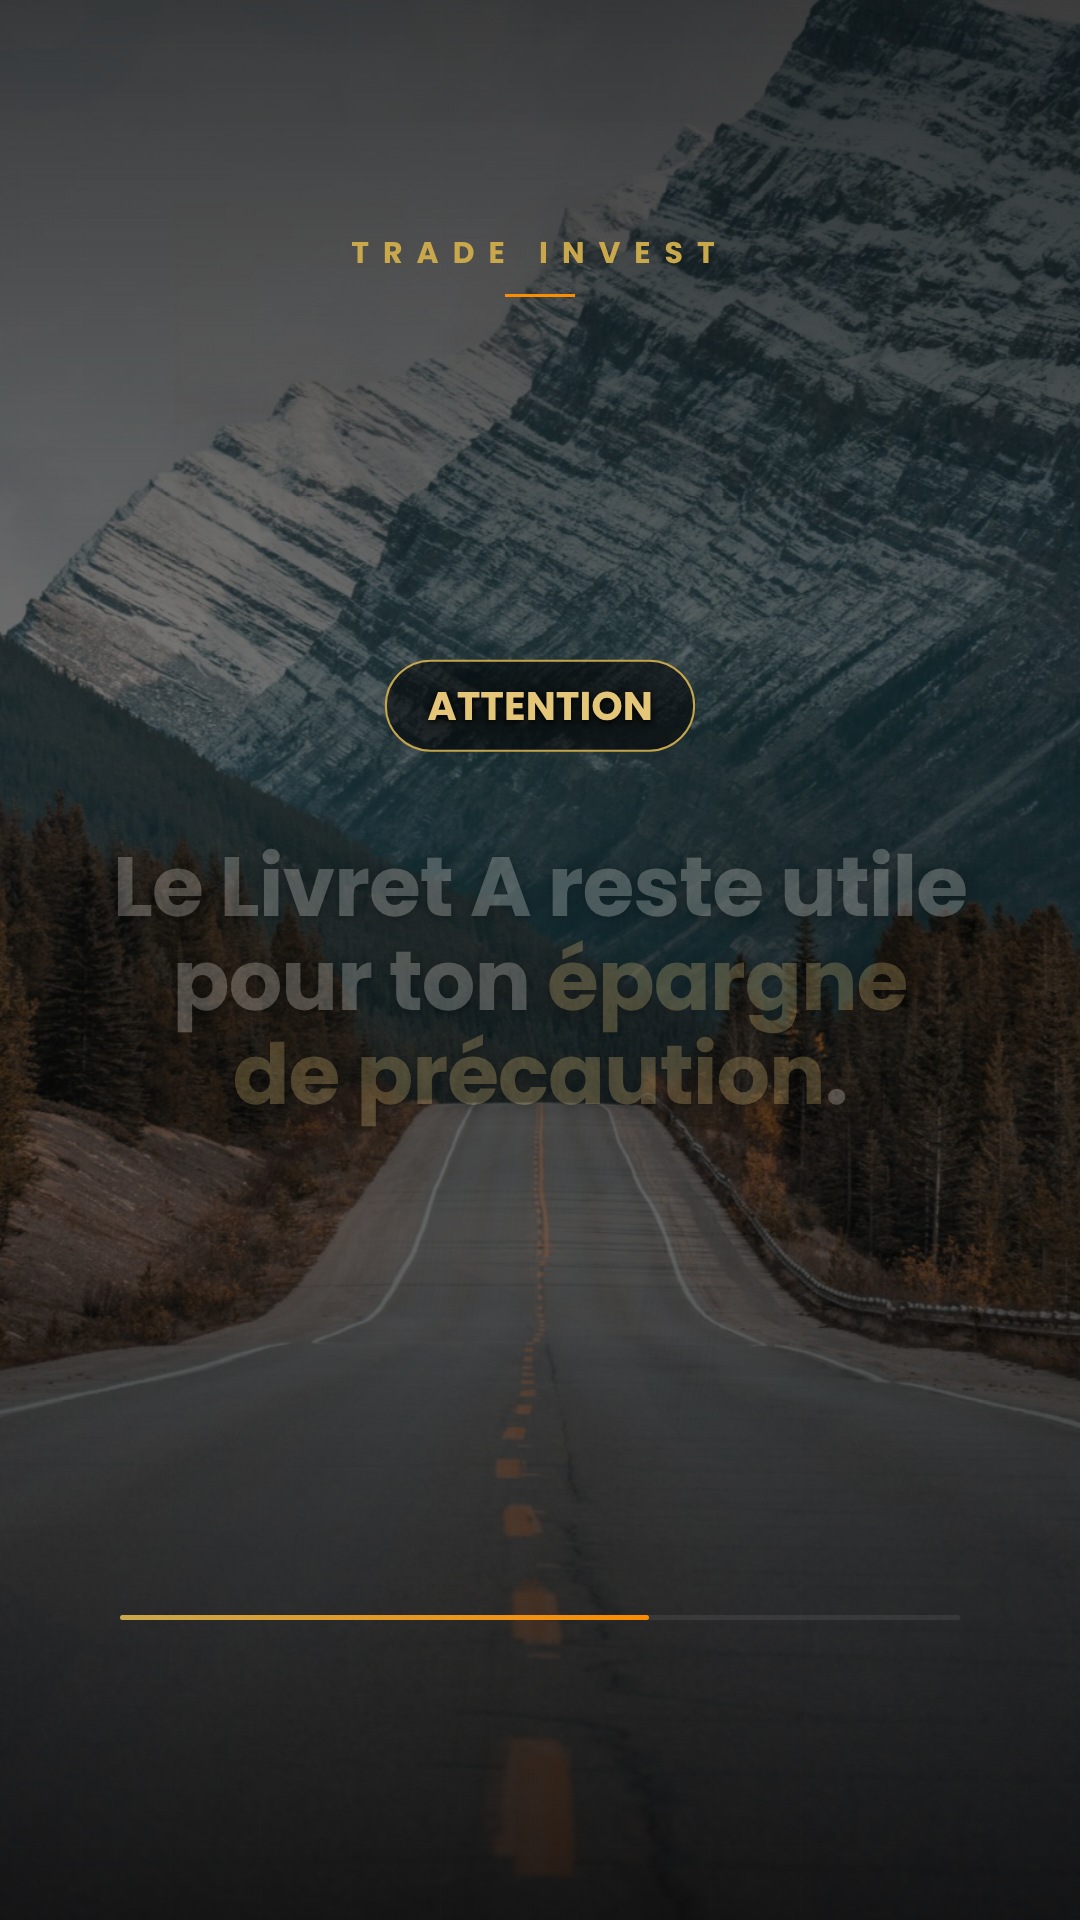 TRADE INVEST
ATTENTION
Le Livret A reste utile
pour ton épargne
de précaution.